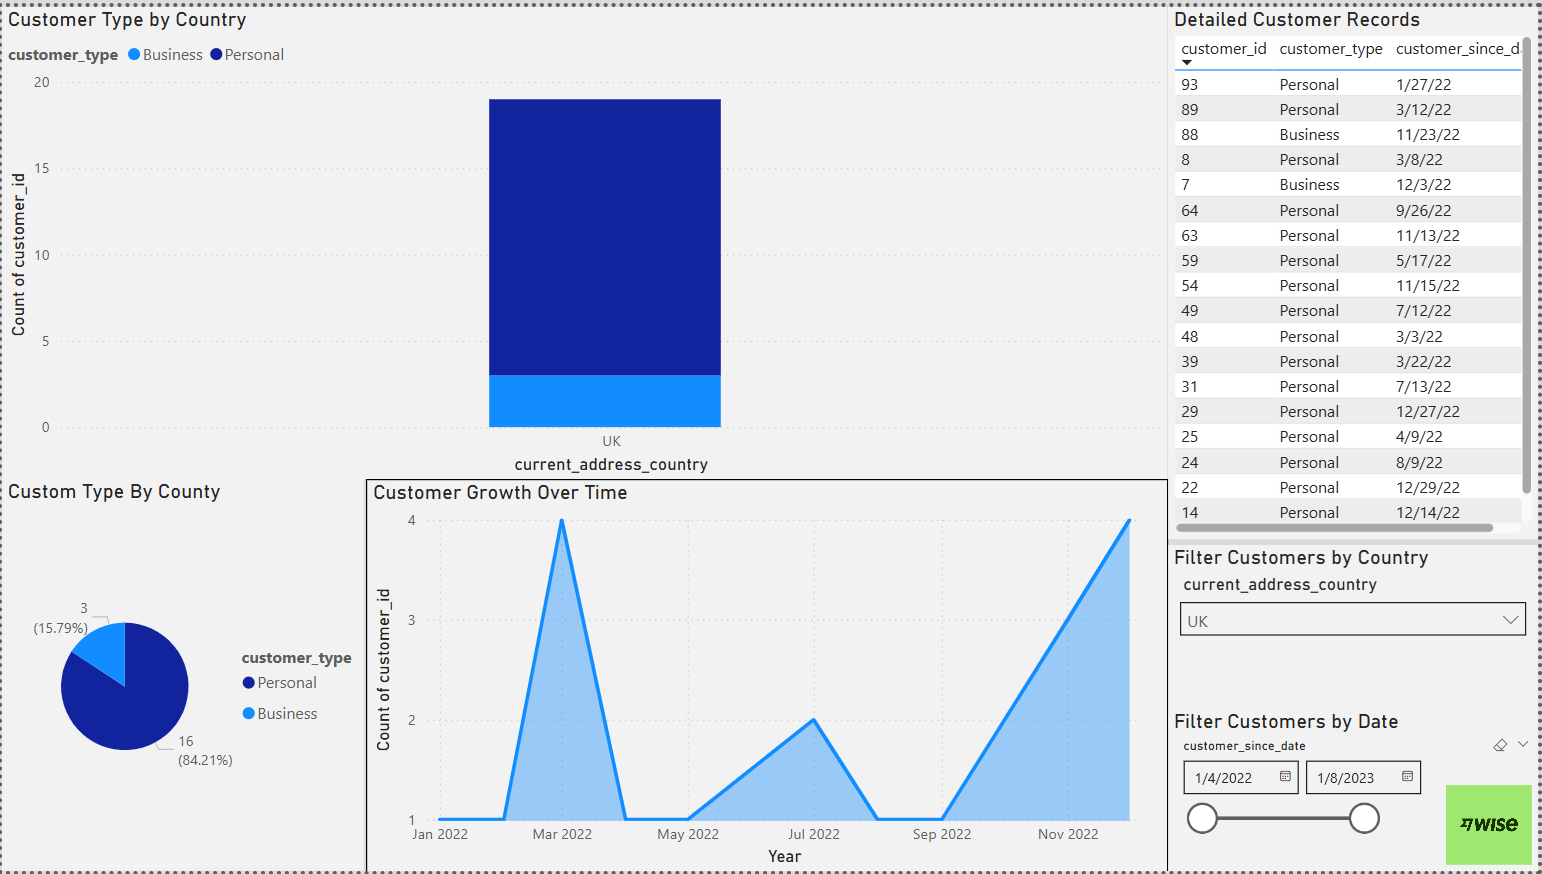 Customer Type by Country
customer_type Business Personal
20
15
10
5
0
Count of customer_id
UK
current_address_country
Custom Type By County
3
(15.79%)
16
(84.21%)
customer_type
Personal
Business
Customer Growth Over Time
4
3
2
1
Count of customer_id
Jan 2022 Mar 2022 May 2022 Jul 2022 Sep 2022 Nov 2022
Year
Detailed Customer Records
customer_id customer_type customer_since_d
93 Personal 1/27/22
89 Personal 3/12/22
88 Business 11/23/22
8 Personal 3/8/22
7 Business 12/3/22
64 Personal 9/26/22
63 Personal 11/13/22
59 Personal 5/17/22
54 Personal 11/15/22
49 Personal 7/12/22
48 Personal 3/3/22
39 Personal 3/22/22
31 Personal 7/13/22
29 Personal 12/27/22
25 Personal 4/9/22
24 Personal 8/9/22
22 Personal 12/29/22
14 Personal 12/14/22
Filter Customers by Country
current_address_country
UK
Filter Customers by Date
customer_since_date
1/4/2022 1/8/2023
WISE